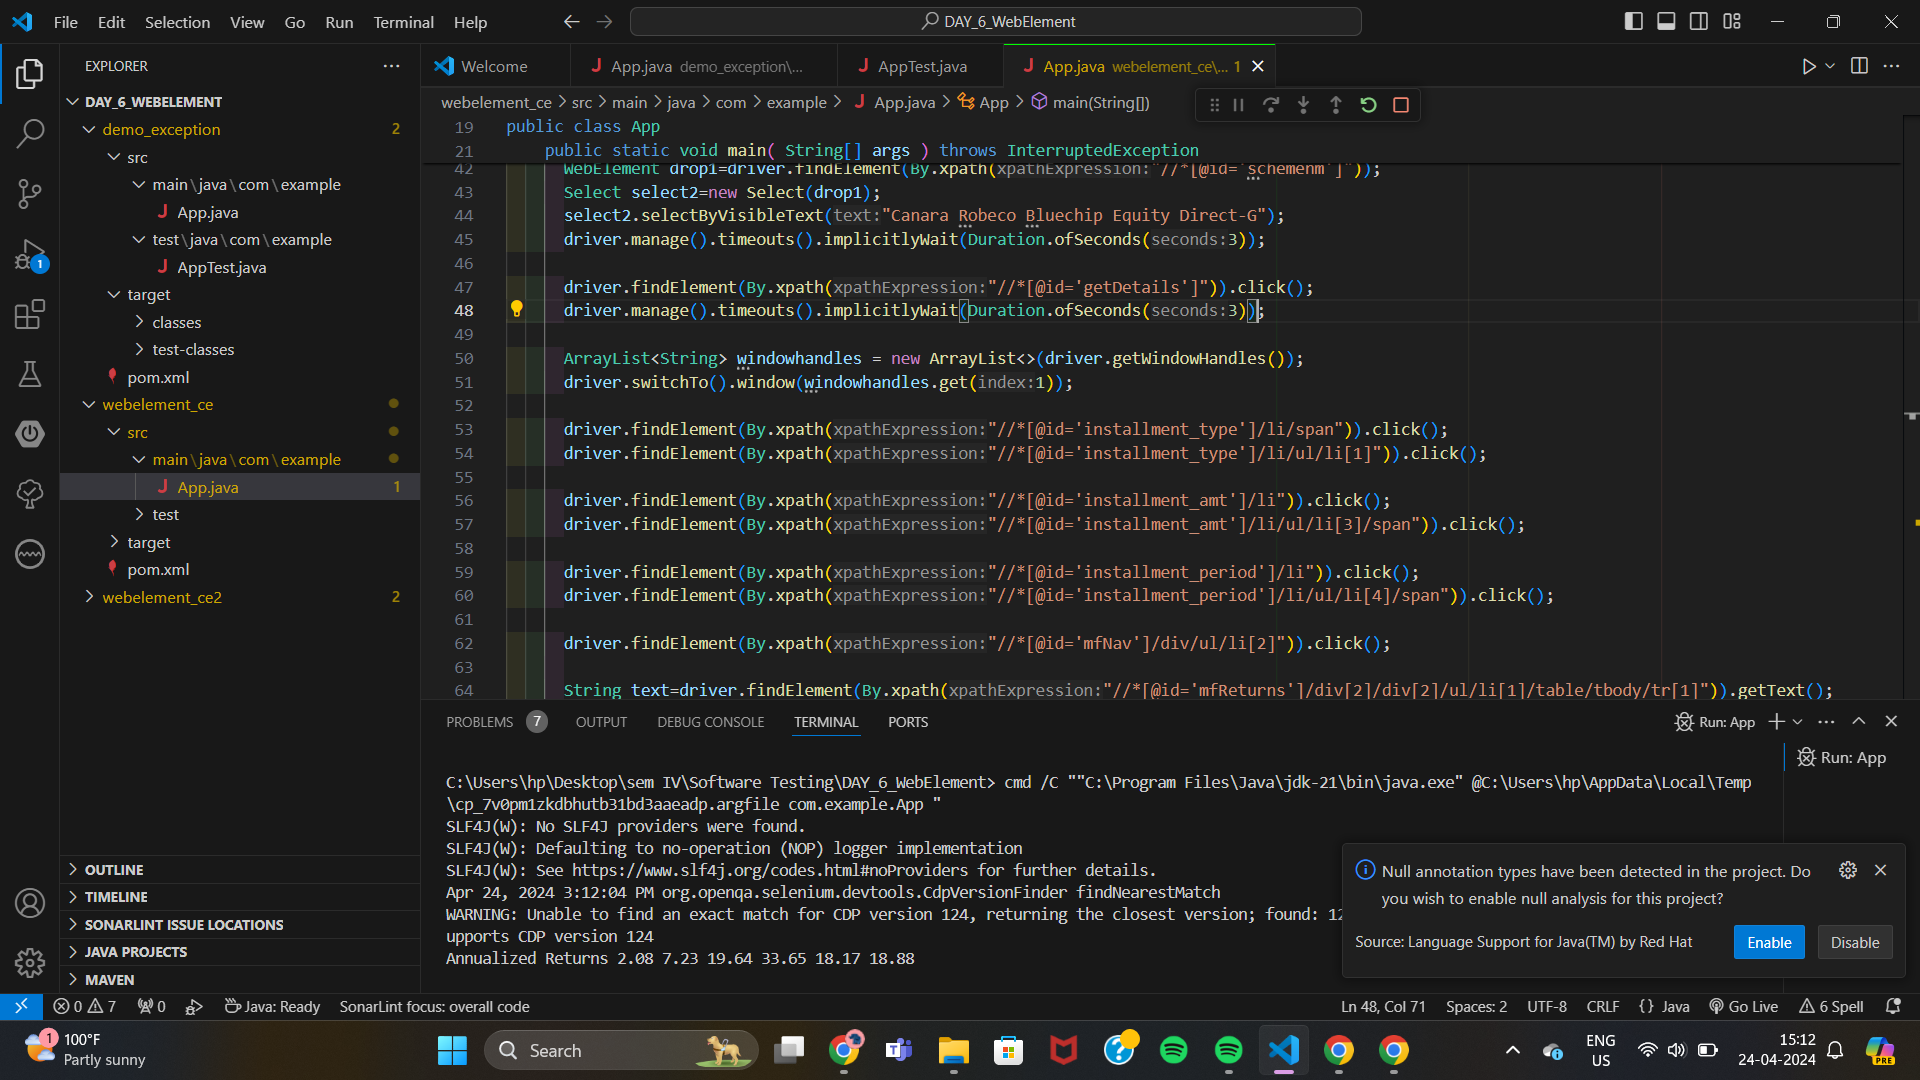 File Edit Selection View Go Run Terminal Help
DAY_6_WebElement
EXPLORER
DAY_6_WEBELEMENT
demo_exception 2
src
main\java\com\example
App.java
test\java\com\example
AppTest.java
target
classes
test-classes
pom.xml
webelement_ce
src
main\java\com\example
App.java 1
test
target
pom.xml
webelement_ce2 2
OUTLINE
TIMELINE
SONARLINT ISSUE LOCATIONS
JAVA PROJECTS
MAVEN
1
Welcome
App.java demo_exception\...
AppTest.java
App.java webelement_ce\... 1
webelement_ce > src > main > java > com > example > App.java > App > main(String[])
19 public class App
21 public static void main( String[] args ) throws InterruptedException
42 WebElement drop1=driver.findElement(By.xpath(xpathExpression:"//*[@id='schemenm']"));
43 Select select2=new Select(drop1);
44 select2.selectByVisibleText(text:"Canara Robeco Bluechip Equity Direct-G");
45 driver.manage().timeouts().implicitlyWait(Duration.ofSeconds(seconds:3));
46
47 driver.findElement(By.xpath(xpathExpression:"//*[@id='getDetails']")).click();
48 driver.manage().timeouts().implicitlyWait(Duration.ofSeconds(seconds:3));
49
50 ArrayList<String> windowhandles = new ArrayList<>(driver.getWindowHandles());
51 driver.switchTo().window(windowhandles.get(index:1));
52
53 driver.findElement(By.xpath(xpathExpression:"//*[@id='installment_type']/li/span")).click();
54 driver.findElement(By.xpath(xpathExpression:"//*[@id='installment_type']/li/ul/li[1]")).click();
55
56 driver.findElement(By.xpath(xpathExpression:"//*[@id='installment_amt']/li")).click();
57 driver.findElement(By.xpath(xpathExpression:"//*[@id='installment_amt']/li/ul/li[3]/span")).click();
58
59 driver.findElement(By.xpath(xpathExpression:"//*[@id='installment_period']/li")).click();
60 driver.findElement(By.xpath(xpathExpression:"//*[@id='installment_period']/li/ul/li[4]/span")).click();
61
62 driver.findElement(By.xpath(xpathExpression:"//*[@id='mfNav']/div/ul/li[2]")).click();
63
64 String text=driver.findElement(By.xpath(xpathExpression:"//*[@id='mfReturns']/div[2]/div[2]/ul/li[1]/table/tbody/tr[1]")).getText();
PROBLEMS 7 OUTPUT DEBUG CONSOLE TERMINAL PORTS
Run: App
Run: App
C:\Users\hp\Desktop\sem IV\Software Testing\DAY_6_WebElement> cmd /C ""C:\Program Files\Java\jdk-21\bin\java.exe" @C:\Users\hp\AppData\Local\Temp
\cp_7v0pm1zkdbhutb31bd3aaeadp.argfile com.example.App "
SLF4J(W): No SLF4J providers were found.
SLF4J(W): Defaulting to no-operation (NOP) logger implementation
SLF4J(W): See https://www.slf4j.org/codes.html#noProviders for further details.
Apr 24, 2024 3:12:04 PM org.openqa.selenium.devtools.CdpVersionFinder findNearestMatch
WARNING: Unable to find an exact match for CDP version 124, returning the closest version; found: 12
upports CDP version 124
Annualized Returns 2.08 7.23 19.64 33.65 18.17 18.88
Null annotation types have been detected in the project. Do
you wish to enable null analysis for this project?
Source: Language Support for Java(TM) by Red Hat
Enable
Disable
0 7 0 Java: Ready SonarLint focus: overall code
Ln 48, Col 71 Spaces: 2 UTF-8 CRLF {} Java Go Live 6 Spell
1
100°F
Partly sunny
Search
ENG
US
15:12
24-04-2024
PRE